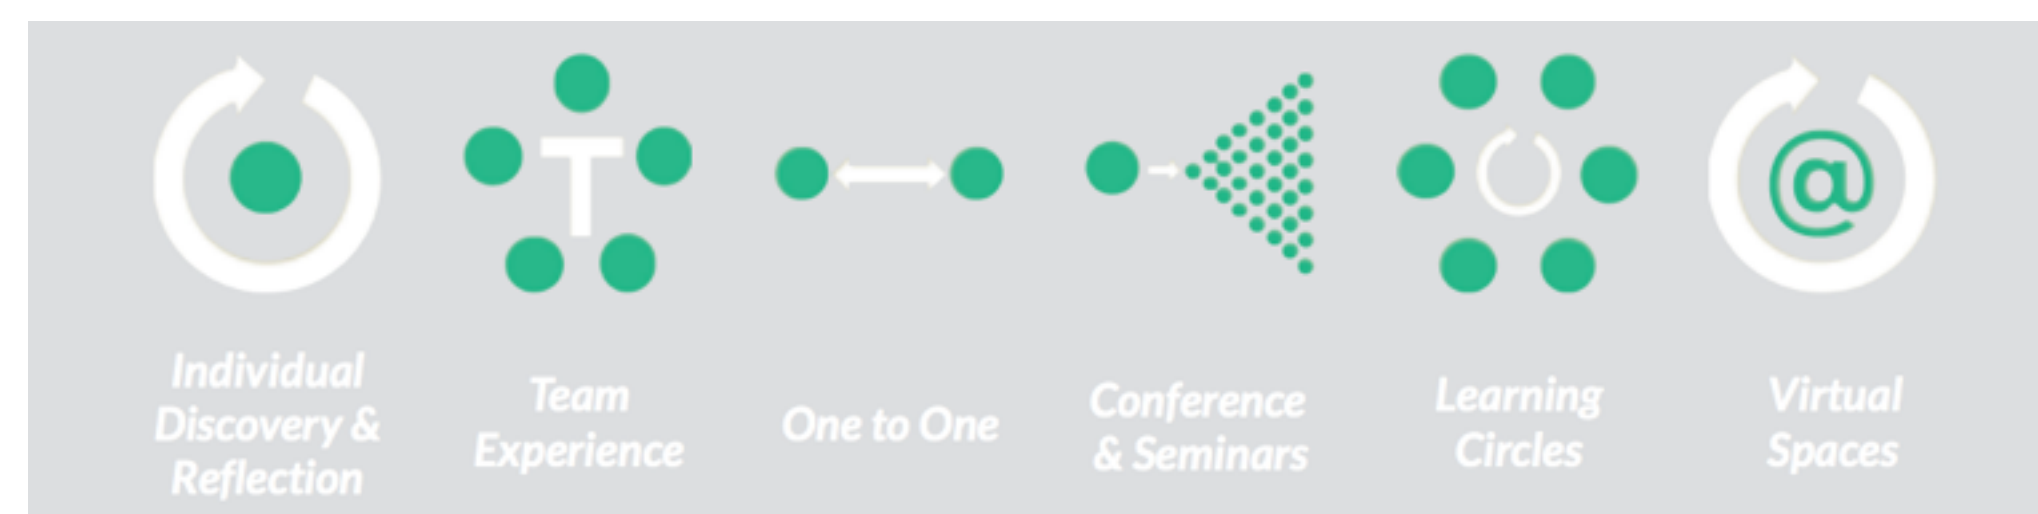 T
@
Individual
Discovery &
Reflection
Team
Experience
One to One
Conference
& Seminars
Learning
Circles
Virtual
Spaces